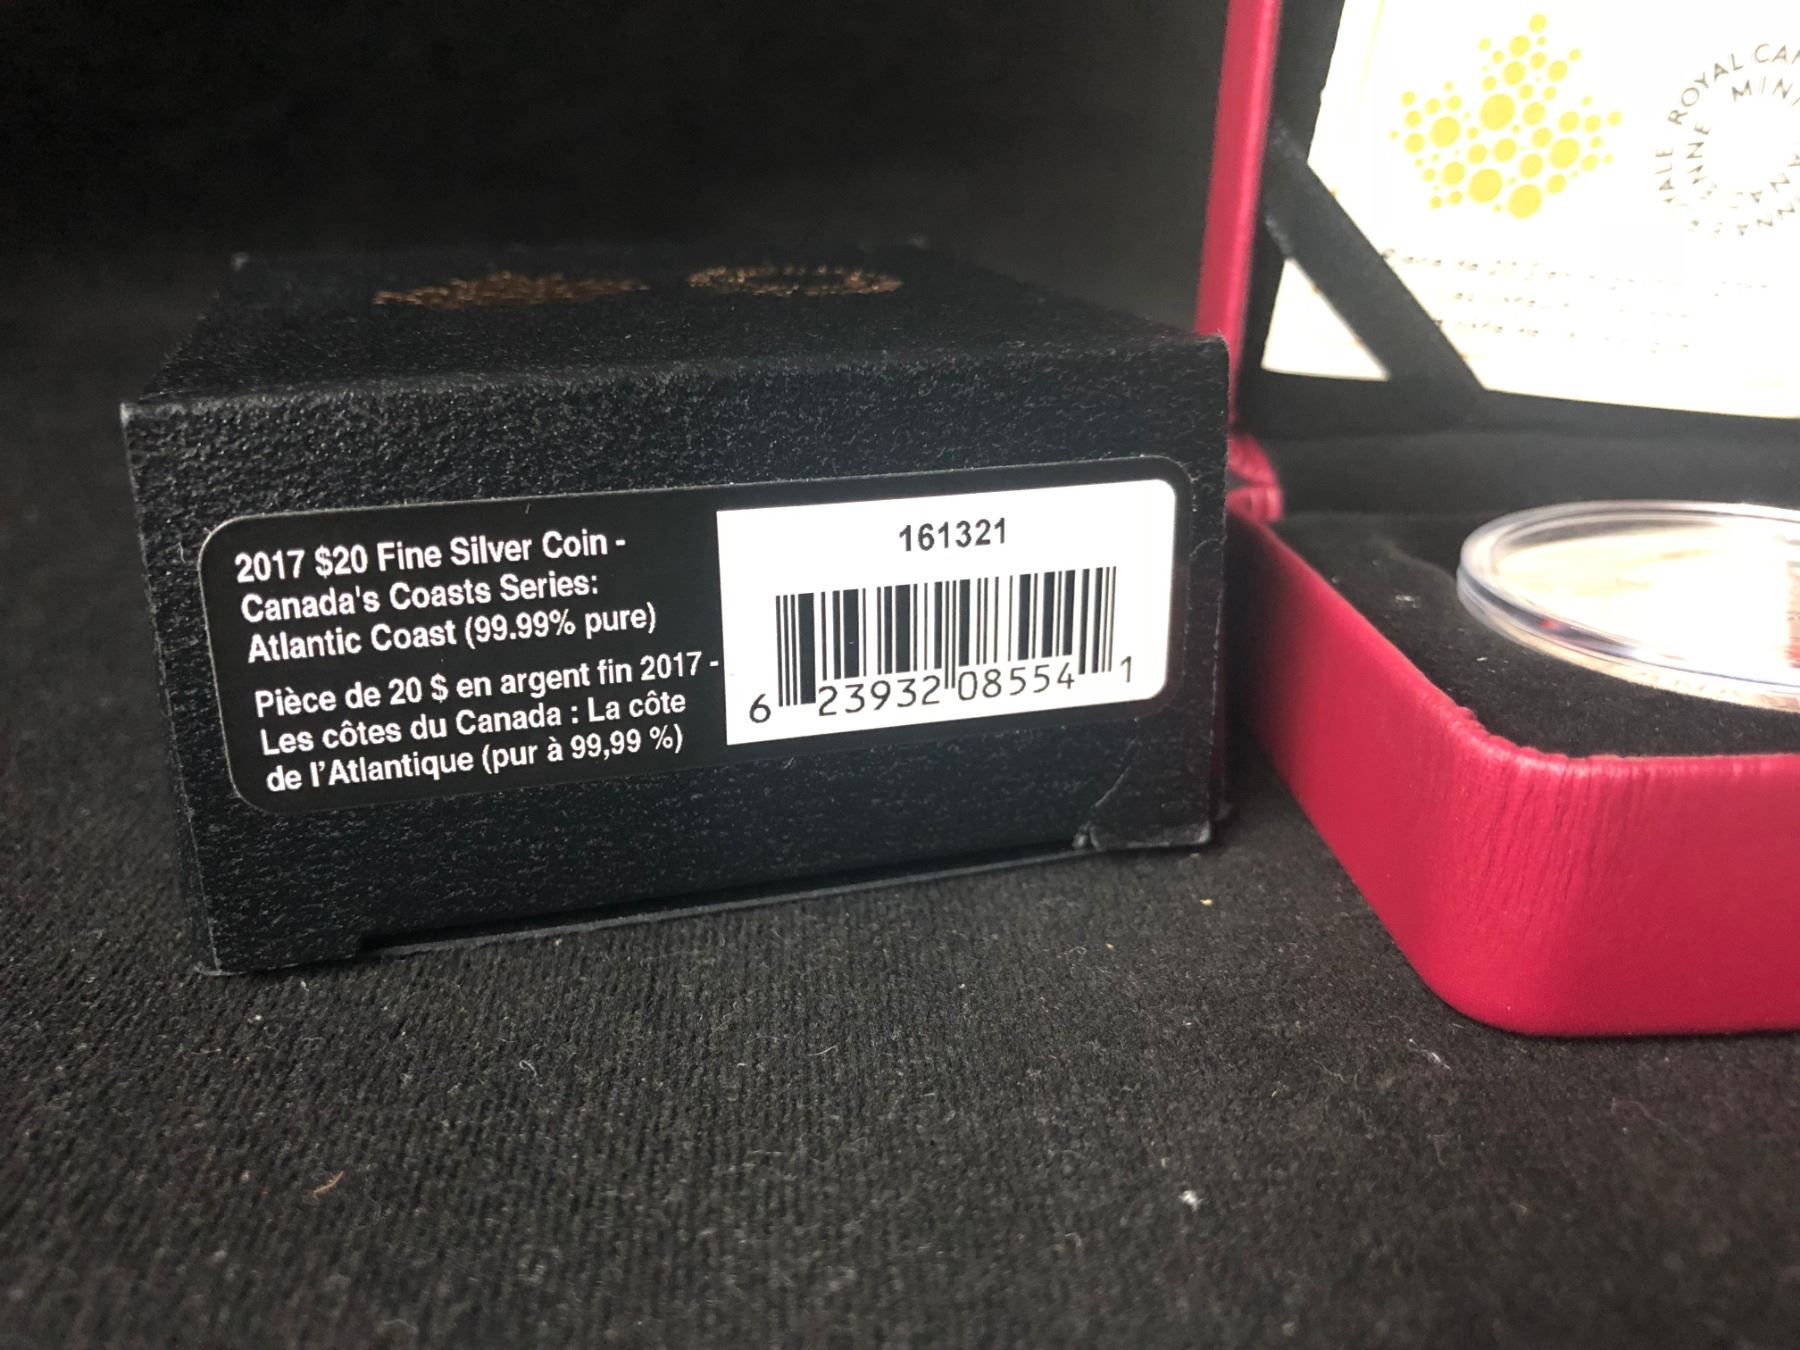 2017 $20 Fine Silver Coin -
Canada's Coasts Series:
Atlantic Coast (99.99% pure)
Pièce de 20 $ en argent fin 2017 -
Les côtes du Canada : La côte
de l'Atlantique (pur à 99,99 %)
161321
6 23932 08554 1
ROYAL
MINT